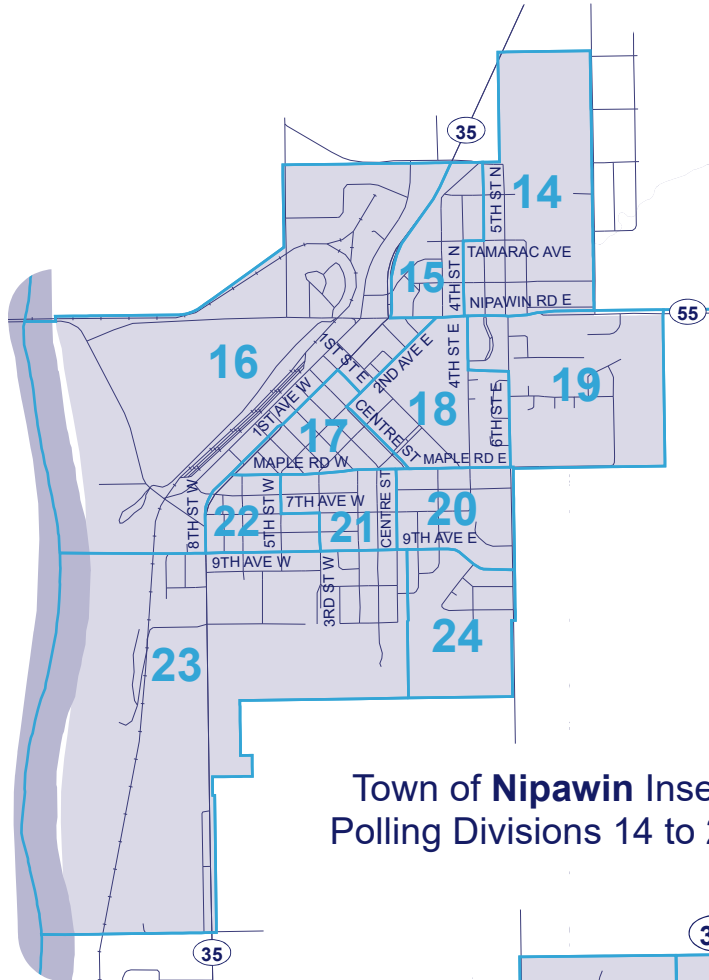 35
14
5TH ST N
TAMARAC AVE
15
4TH ST N
NIPAWIN RD E
55
16
1ST ST E
2ND AVE E
4TH ST E
19
1ST AVE W
18
6TH ST E
17
CENTRE ST
MAPLE RD W
MAPLE RD E
8TH ST W
22
5TH ST W
7TH AVE W
21
CENTRE ST
20
9TH AVE E
9TH AVE W
3RD ST W
24
23
Town of Nipawin Inse
Polling Divisions 14 to
35
3